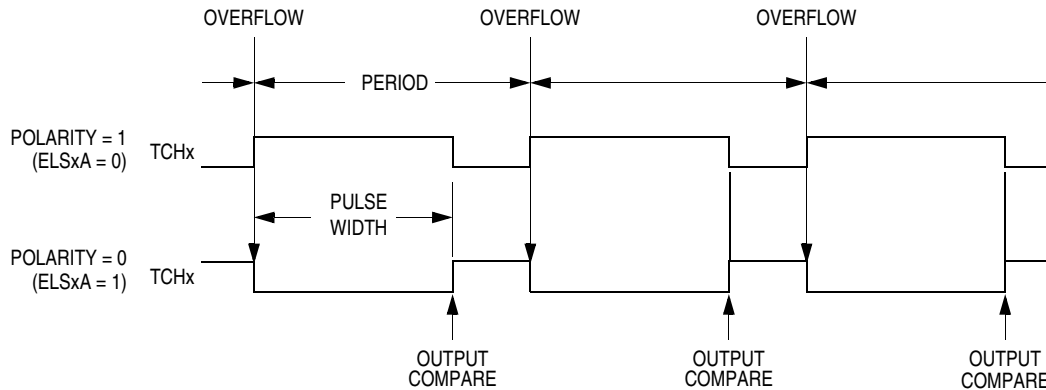 OVERFLOW
OVERFLOW
OVERFLOW
PERIOD
POLARITY = 1
(ELSxA = 0)
TCHx
PULSE
WIDTH
POLARITY = 0
(ELSxA = 1)
TCHx
OUTPUT
COMPARE
OUTPUT
COMPARE
OUTPUT
COMPARE